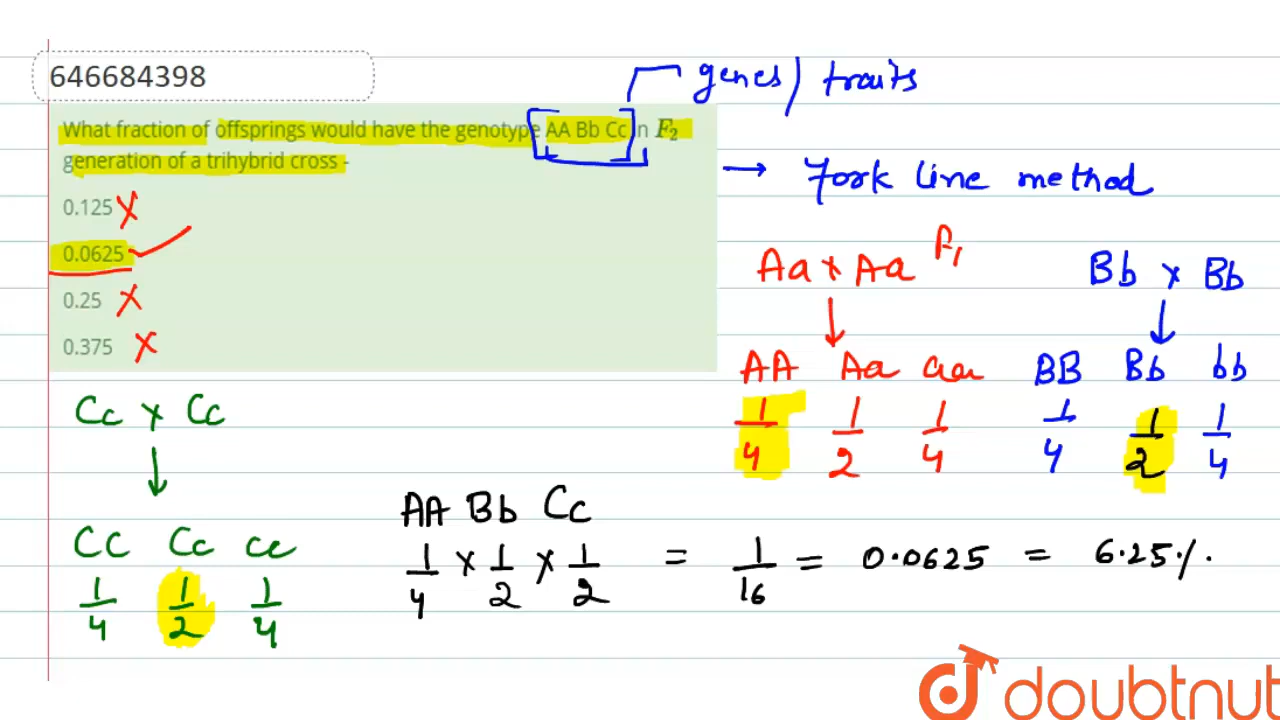 646684398
genes/ traits
What fraction of offsprings would have the genotype AA Bb Cc in F₂
generation of a trihybrid cross -
→ Fork line method
0.125 X
0.0625 ✓
0.25 X
0.375 X
Aa x Aa F₁
↓
AA Aa aa
1/4 1/2 1/4
Bb x Bb
↓
BB Bb bb
1/4 1/2 1/4
Cc x Cc
↓
CC Cc cc
1/4 1/2 1/4
AA Bb Cc
1/4 x 1/2 x 1/2 = 1/16 = 0.0625 = 6.25%.
doubtnut